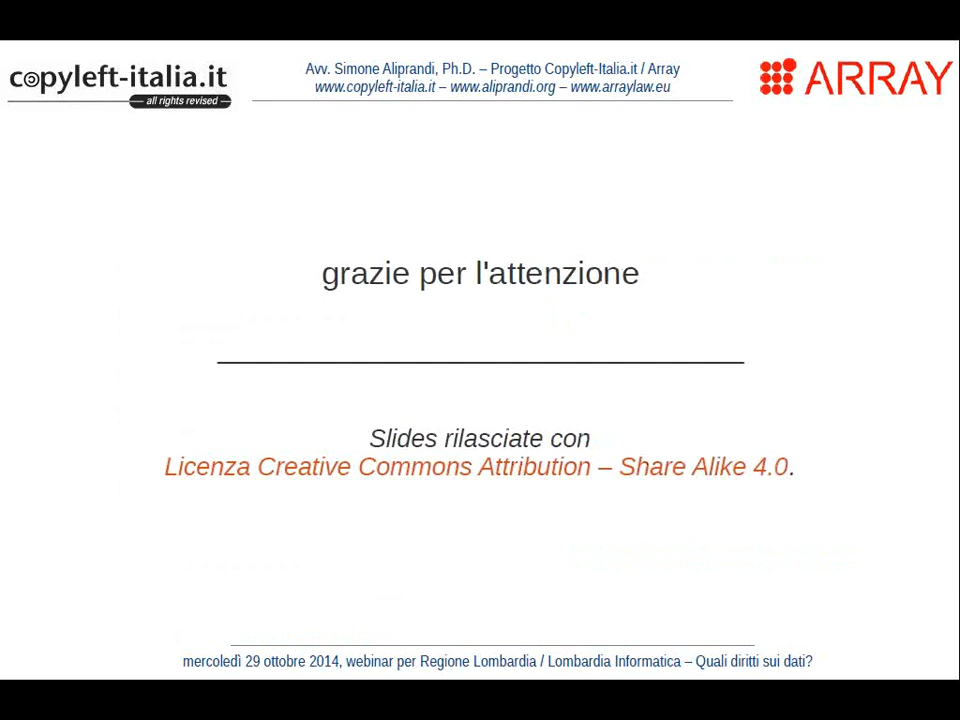 copyleft-italia.it
all rights revised
Avv. Simone Aliprandi, Ph.D. – Progetto Copyleft-Italia.it / Array
www.copyleft-italia.it – www.aliprandi.org – www.arraylaw.eu
ARRAY
grazie per l'attenzione
Slides rilasciate con
Licenza Creative Commons Attribution – Share Alike 4.0.
mercoledì 29 ottobre 2014, webinar per Regione Lombardia / Lombardia Informatica – Quali diritti sui dati?